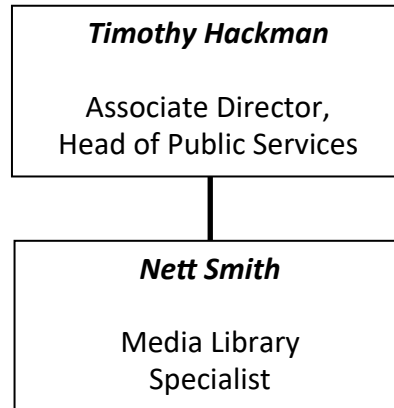 Timothy Hackman
Associate Director,
Head of Public Services
Nett Smith
Media Library
Specialist